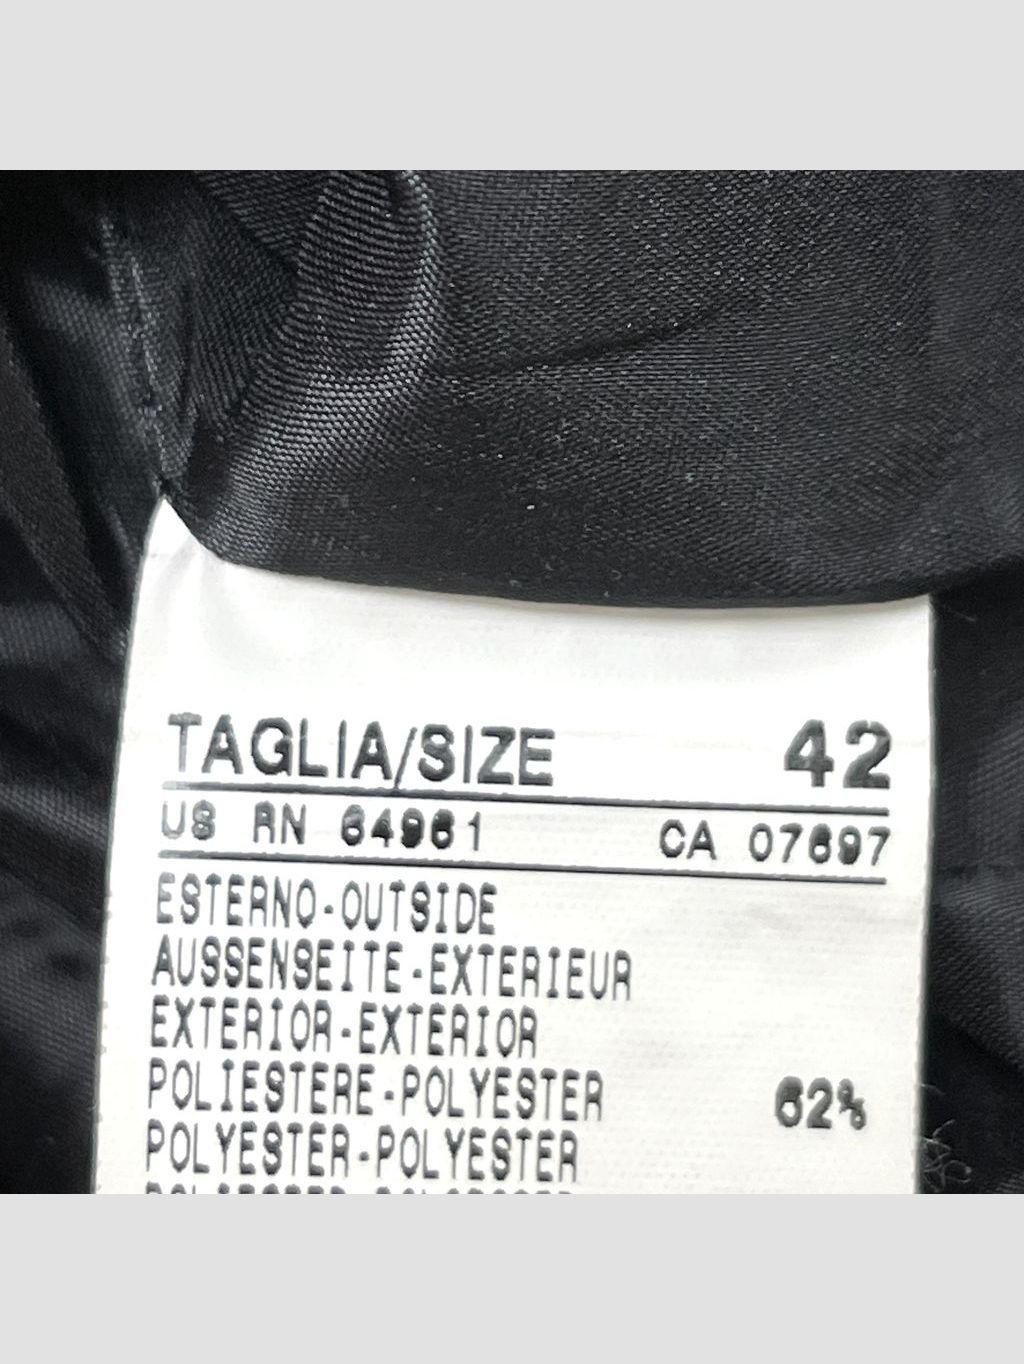 TAGLIA/SIZE 42
US RN 64961 CA 07697
ESTERNO-OUTSIDE
AUSSENSEITE-EXTERIEUR
EXTERIOR-EXTERIOR
POLIESTERE-POLYESTER 62%
POLYESTER-POLYESTER